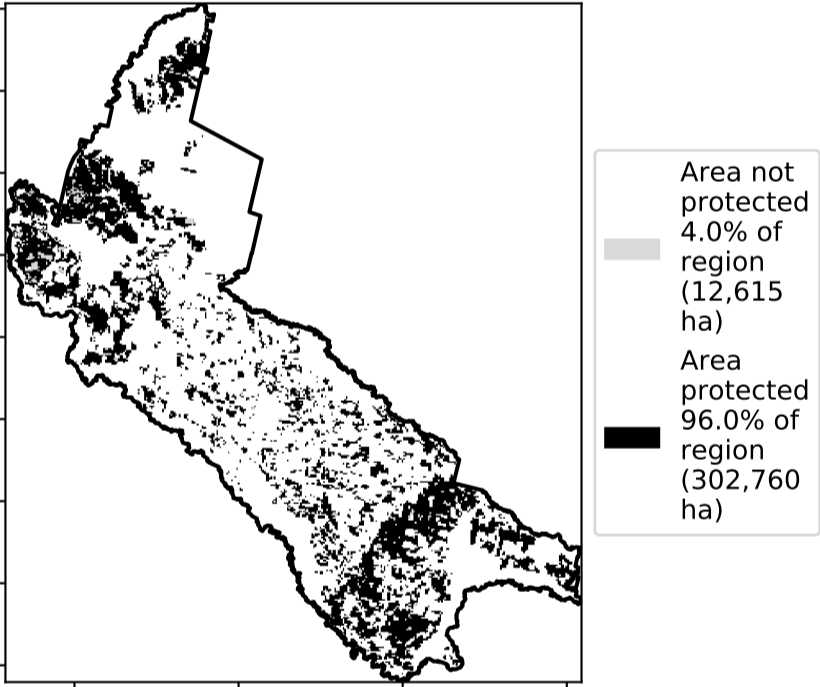 Area not
protected
4.0% of
region
(12,615
ha)
Area
protected
96.0% of
region
(302,760
ha)